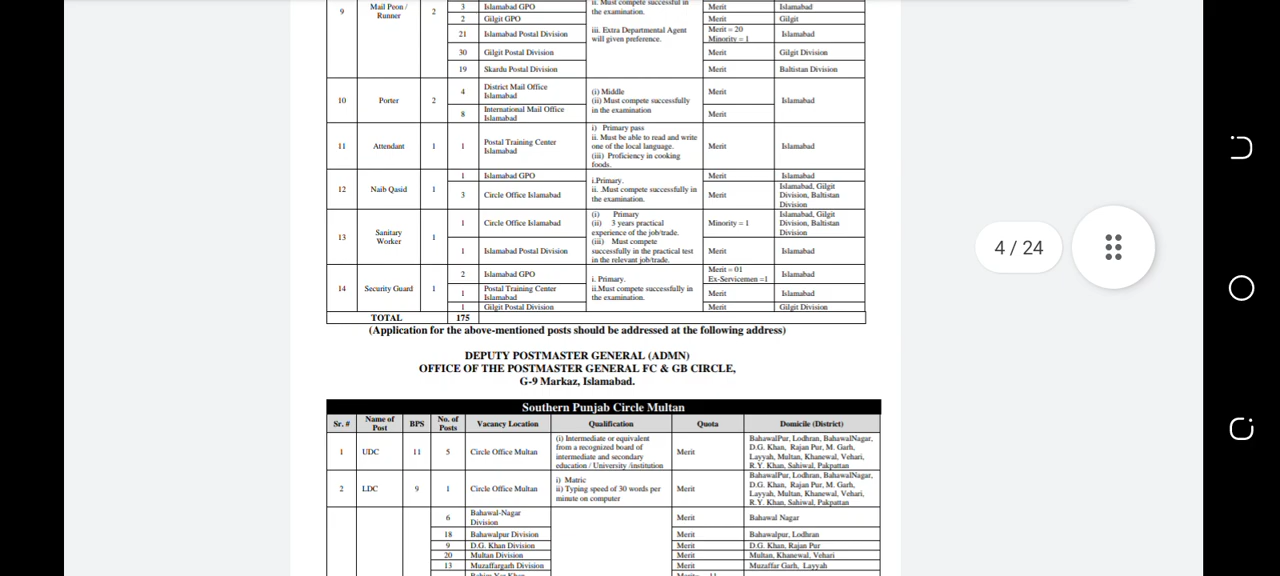 9 Mail Peon / Runner 2
3 Islamabad GPO ii. Must compete successful in the examination. Merit Islamabad
2 Gilgit GPO Merit Gilgit
21 Islamabad Postal Division iii. Extra Departmental Agent will given preference. Merit = 20 Minority = 1 Islamabad
30 Gilgit Postal Division Merit Gilgit Division
19 Skardu Postal Division Merit Baltistan Division
10 Porter 2
4 District Mail Office Islamabad (i) Middle (ii) Must compete successfully in the examination Merit Islamabad
8 International Mail Office Islamabad Merit
11 Attendant 1 1 Postal Training Center Islamabad
i) Primary pass
ii. Must be able to read and write
one of the local language.
(iii) Proficiency in cooking
foods.
Merit Islamabad
12 Naib Qasid 1
1 Islamabad GPO i.Primary. Merit Islamabad
3 Circle Office Islamabad ii. .Must compete successfully in the examination. Merit Islamabad, Gilgit Division, Baltistan Division
13 Sanitary Worker 1
1 Circle Office Islamabad
(i) Primary
(ii) 3 years practical
experience of the job/trade.
(iii) Must compete
successfully in the practical test
in the relevant job/trade.
Minority = 1 Islamabad, Gilgit Division, Baltistan Division
1 Islamabad Postal Division Merit Islamabad
14 Security Guard 1
2 Islamabad GPO i. Primary. ii.Must compete successfully in the examination. Merit = 01 Ex-Servicemen =1 Islamabad
1 Postal Training Center Islamabad Merit Islamabad
1 Gilgit Postal Division Merit Gilgit Division
TOTAL 175
(Application for the above-mentioned posts should be addressed at the following address)
DEPUTY POSTMASTER GENERAL (ADMN)
OFFICE OF THE POSTMASTER GENERAL FC & GB CIRCLE,
G-9 Markaz, Islamabad.
Southern Punjab Circle Multan
Sr. # Name of Post BPS No. of Posts Vacancy Location Qualification Quota Domicile (District)
1 UDC 11 5 Circle Office Multan
(i) Intermediate or equivalent
from a recognized board of
intermediate and secondary
education / University /institution
Merit
BahawalPur, Lodhran, BahawalNagar,
D.G. Khan, Rajan Pur, M. Garh,
Layyah, Multan, Khanewal, Vehari,
R.Y. Khan, Sahiwal, Pakpattan
2 LDC 9 1 Circle Office Multan
i) Matric
ii) Typing speed of 30 words per
minute on computer
Merit
BahawalPur, Lodhran, BahawalNagar,
D.G. Khan, Rajan Pur, M. Garh,
Layyah, Multan, Khanewal, Vehari,
R.Y. Khan, Sahiwal, Pakpattan
6 Bahawal-Nagar Division Merit Bahawal Nagar
18 Bahawalpur Division Merit Bahawalpur, Lodhran
9 D.G. Khan Division Merit D.G. Khan, Rajan Pur
20 Multan Division Merit Multan, Khanewal, Vehari
13 Muzaffargarh Division Merit Muzaffar Garh, Layyah
4 / 24